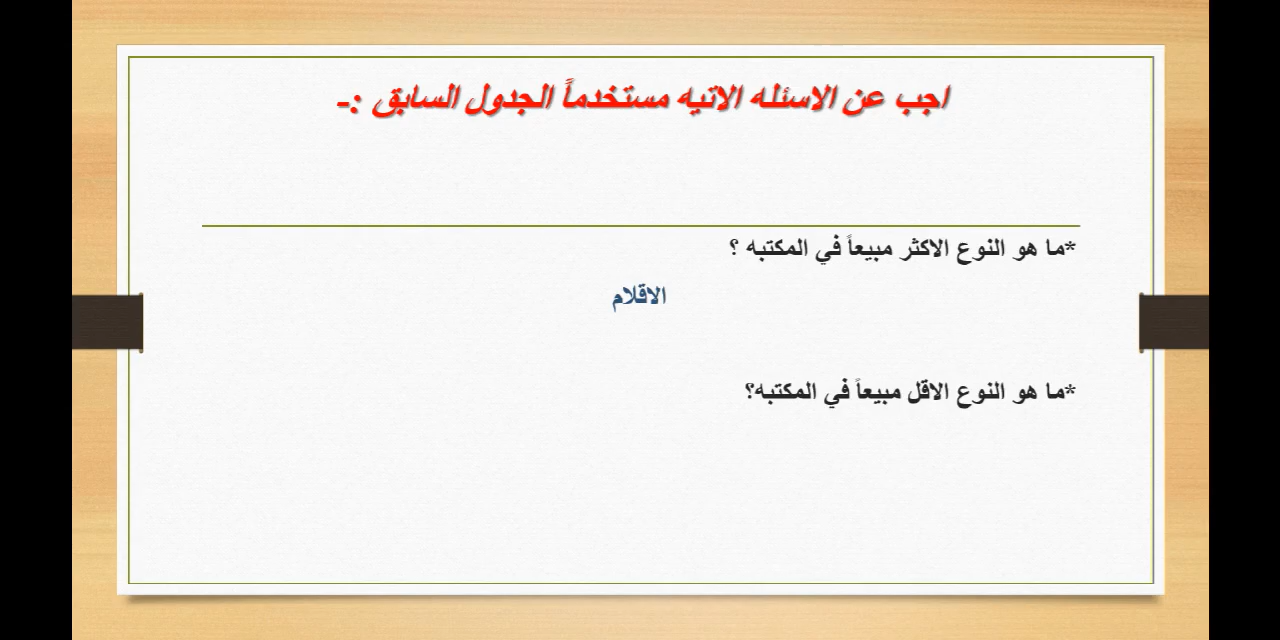 اجب عن الاسئله الاتيه مستخدماً الجدول السابق :-
*ما هو النوع الاكثر مبيعاً في المكتبه ؟
الاقلام
*ما هو النوع الاقل مبيعاً في المكتبه؟